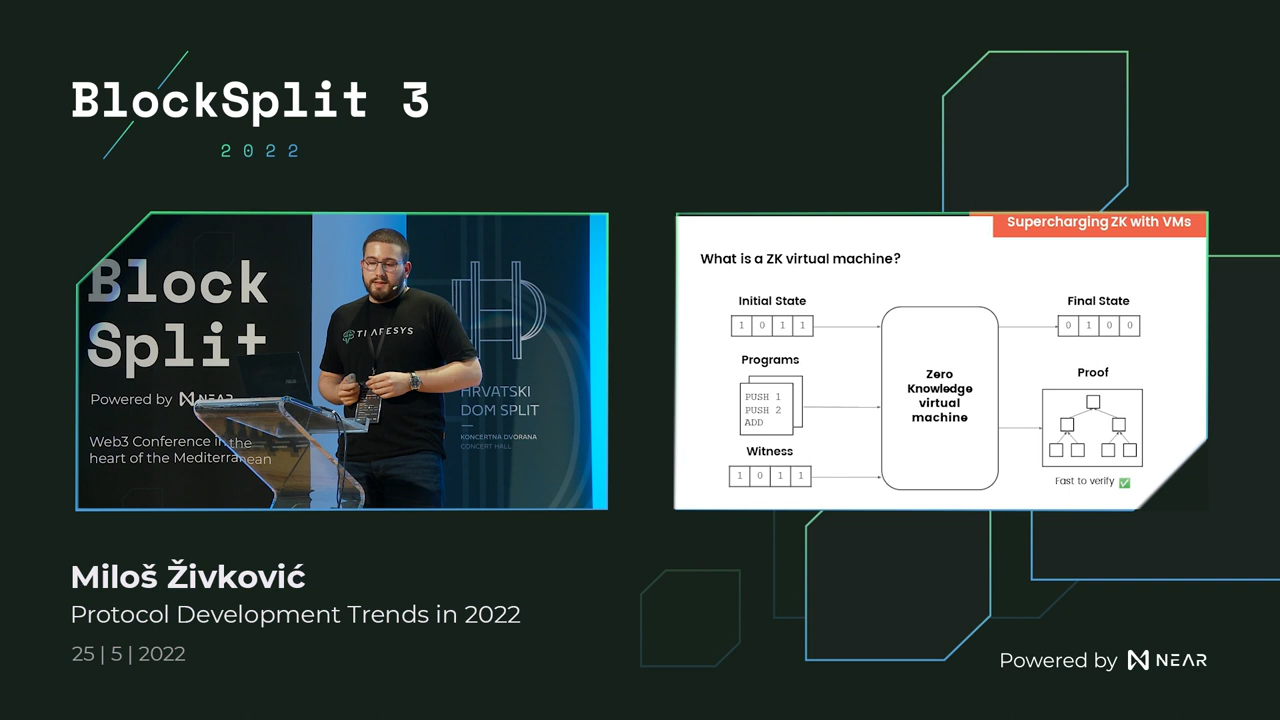 BlockSplit 3
2022
Block
Split
Powered by NEAR
Web3 Conference in the
heart of the Mediterranean
HRVATSKI
DOM SPLIT
KONCERTNA DVORANA
CONCERT HALL
Supercharging ZK with VMs
What is a ZK virtual machine?
Initial State
1 0 1 1
Programs
PUSH 1
PUSH 2
ADD
Witness
1 0 1 1
Zero
Knowledge
virtual
machine
Final State
0 1 0 0
Proof
Fast to verify ✅
Miloš Živković
Protocol Development Trends in 2022
25 | 5 | 2022
Powered by NEAR